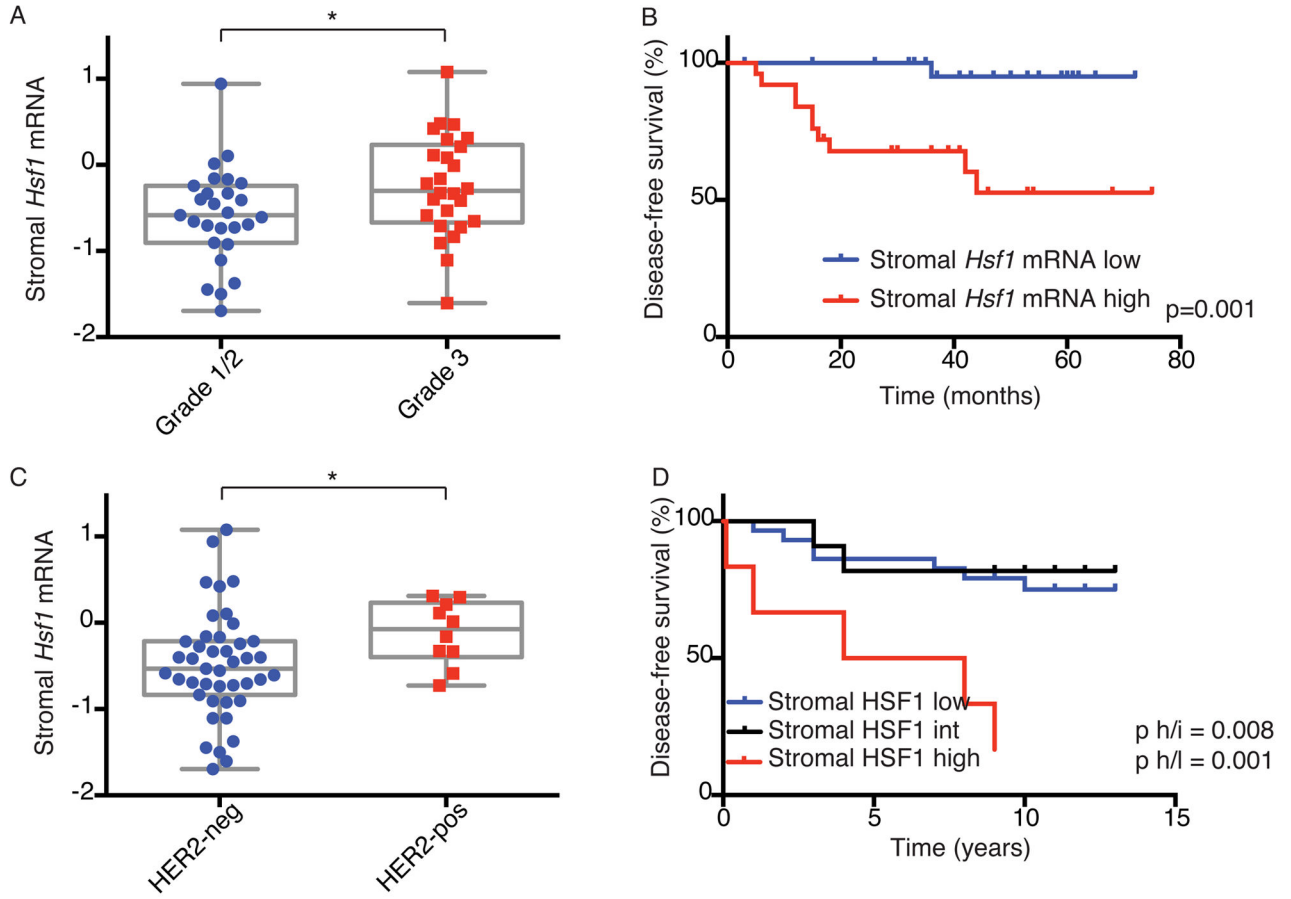 A
*
Stromal Hsf1 mRNA
1
0
-1
-2
Grade 1/2
Grade 3
B
Disease-free survival (%)
100
50
0
Stromal Hsf1 mRNA low
Stromal Hsf1 mRNA high
p=0.001
0 20 40 60 80
Time (months)
C
*
Stromal Hsf1 mRNA
1
0
-1
-2
HER2-neg
HER2-pos
D
Disease-free survival (%)
100
50
0
Stromal HSF1 low
Stromal HSF1 int
Stromal HSF1 high
p h/i = 0.008
p h/l = 0.001
0 5 10 15
Time (years)